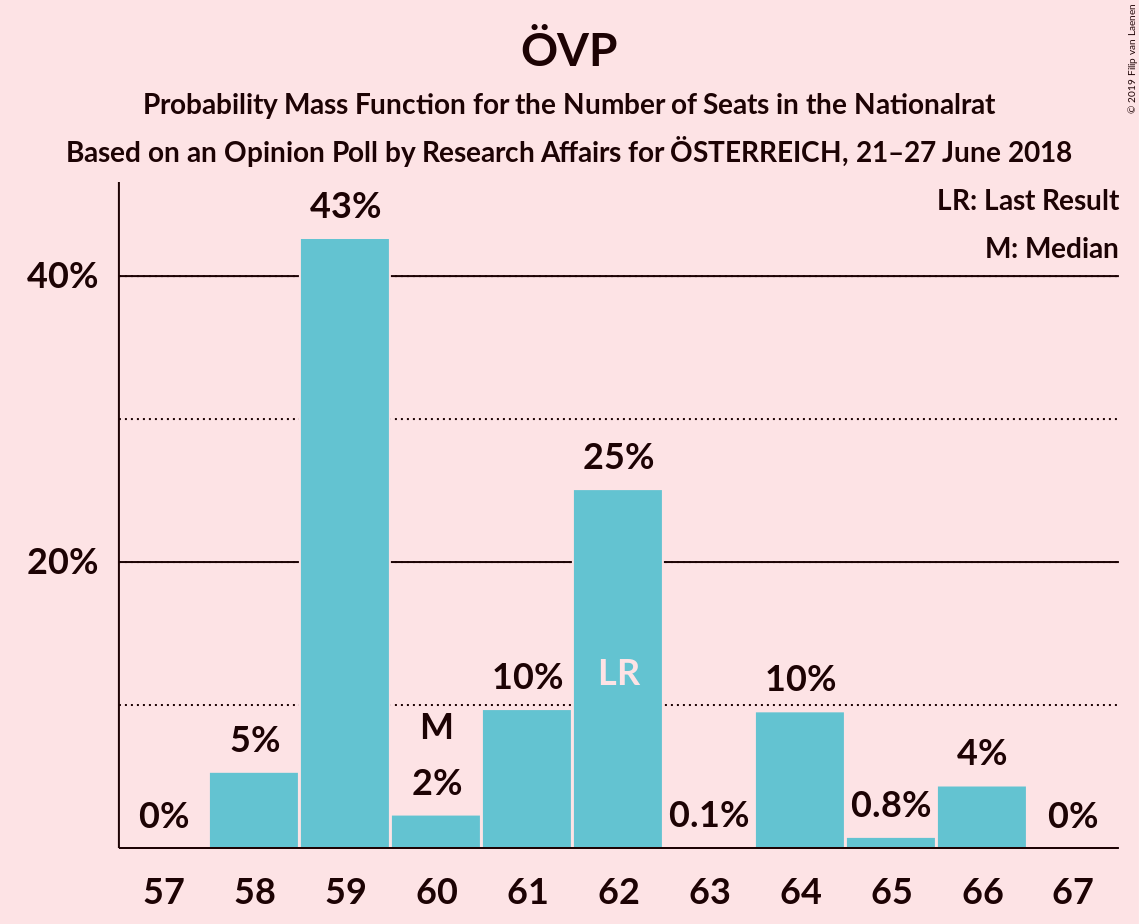 ÖVP
Probability Mass Function for the Number of Seats in the Nationalrat
Based on an Opinion Poll by Research Affairs for ÖSTERREICH, 21–27 June 2018
© 2019 Filip van Laenen
LR: Last Result
M: Median
40%
20%
0%
5%
43%
M
2%
10%
25%
LR
0.1%
10%
0.8%
4%
0%
57 58 59 60 61 62 63 64 65 66 67